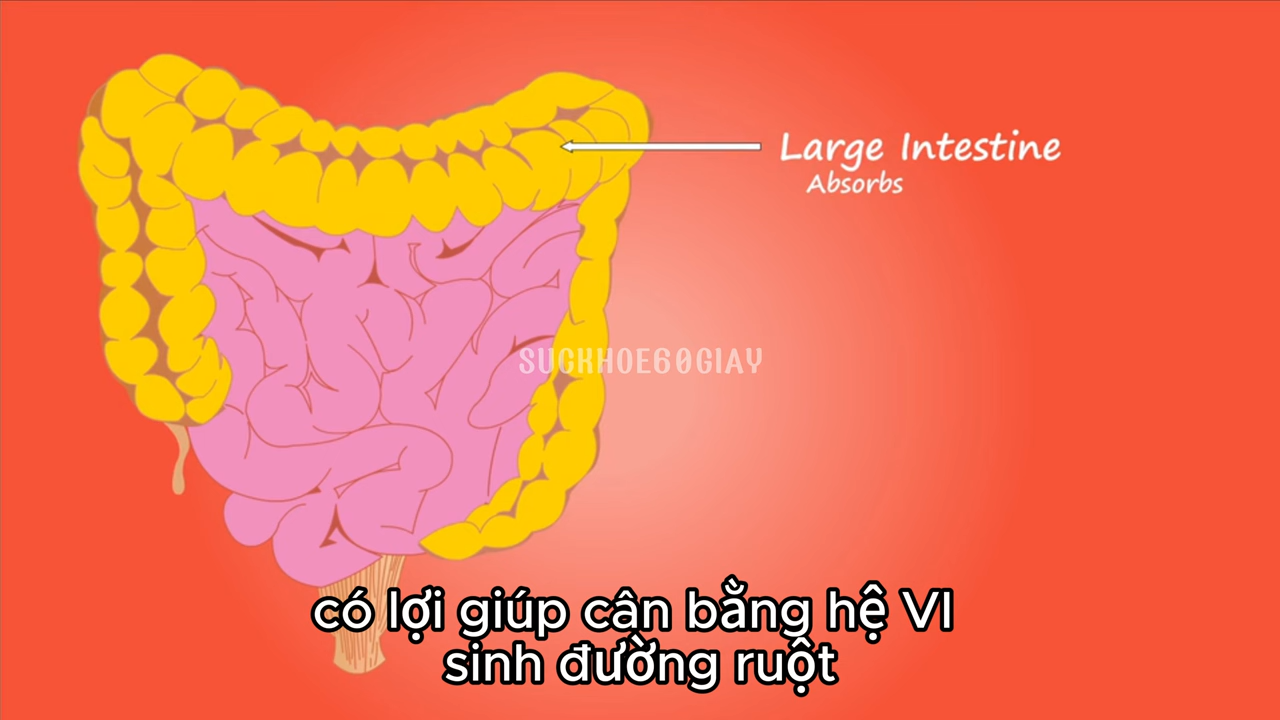 Large Intestine
Absorbs
SUCKHOE60GIAY
có lợi giúp cân bằng hệ VI
sinh đường ruột